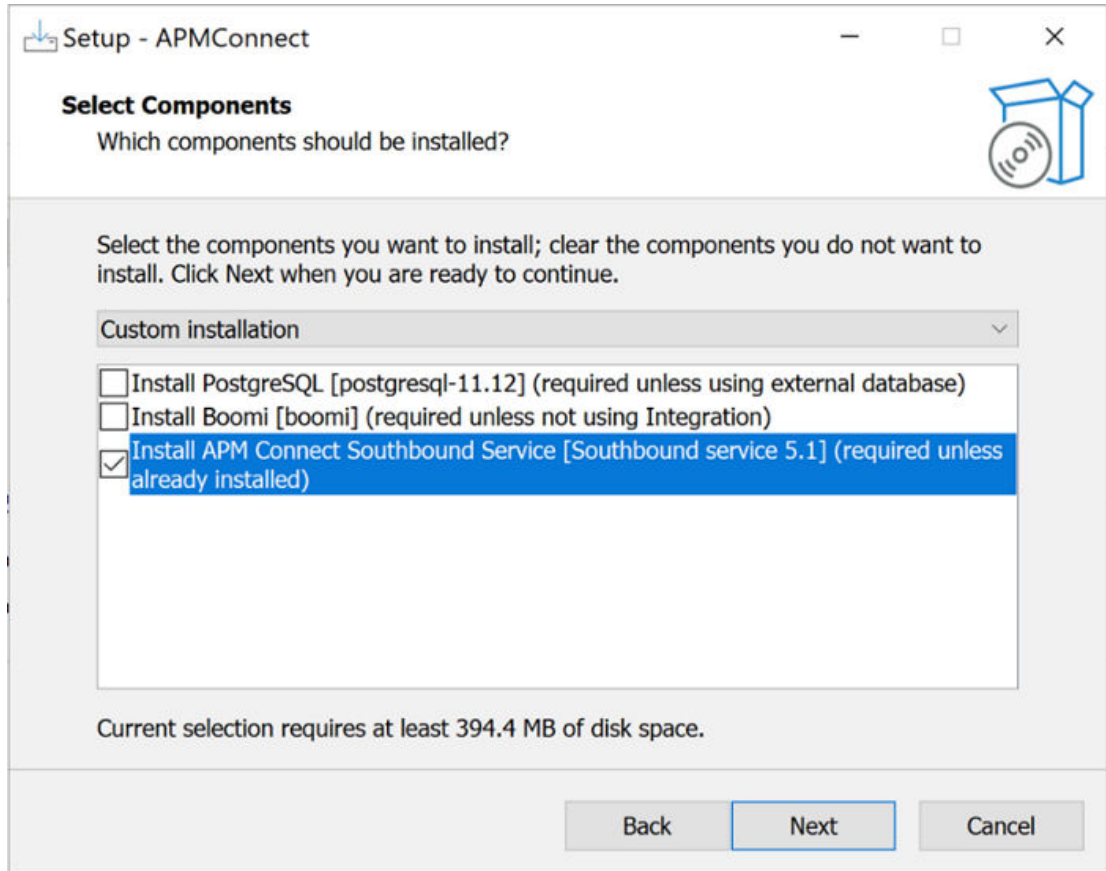 Setup - APMConnect
Select Components
Which components should be installed?
Select the components you want to install; clear the components you do not want to
install. Click Next when you are ready to continue.
Custom installation
Install PostgreSQL [postgresql-11.12] (required unless using external database)
Install Boomi [boomi] (required unless not using Integration)
Install APM Connect Southbound Service [Southbound service 5.1] (required unless
already installed)
Current selection requires at least 394.4 MB of disk space.
Back
Next
Cancel